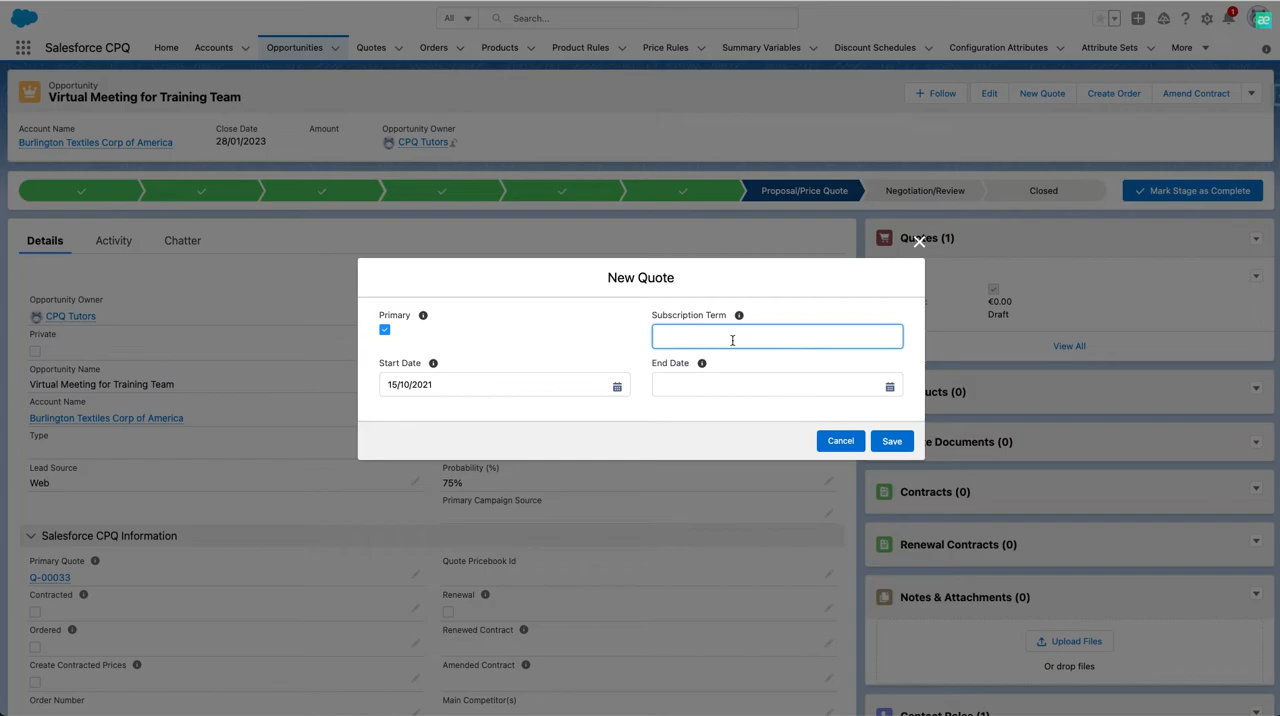 All
Search...
1
æ
Salesforce CPQ
Home
Accounts
Opportunities
Quotes
Orders
Products
Product Rules
Price Rules
Summary Variables
Discount Schedules
Configuration Attributes
Attribute Sets
More
Opportunity
Virtual Meeting for Training Team
+ Follow
Edit
New Quote
Create Order
Amend Contract
Account Name
Close Date
Amount
Opportunity Owner
Burlington Textiles Corp of America
28/01/2023
CPQ Tutors
Proposal/Price Quote
Negotiation/Review
Closed
Mark Stage as Complete
Details
Activity
Chatter
Opportunity Owner
CPQ Tutors
Private
Opportunity Name
Virtual Meeting for Training Team
Account Name
Burlington Textiles Corp of America
Type
Lead Source
Web
Probability (%)
75%
Primary Campaign Source
Salesforce CPQ Information
Primary Quote
Q-00033
Quote Pricebook Id
Contracted
Renewal
Ordered
Renewed Contract
Create Contracted Prices
Amended Contract
Order Number
Main Competitor(s)
New Quote
Primary
Subscription Term
Start Date
15/10/2021
End Date
Cancel
Save
Quotes (1)
€0.00
Draft
View All
ucts (0)
e Documents (0)
Contracts (0)
Renewal Contracts (0)
Notes & Attachments (0)
Upload Files
Or drop files
Contact Roles (1)